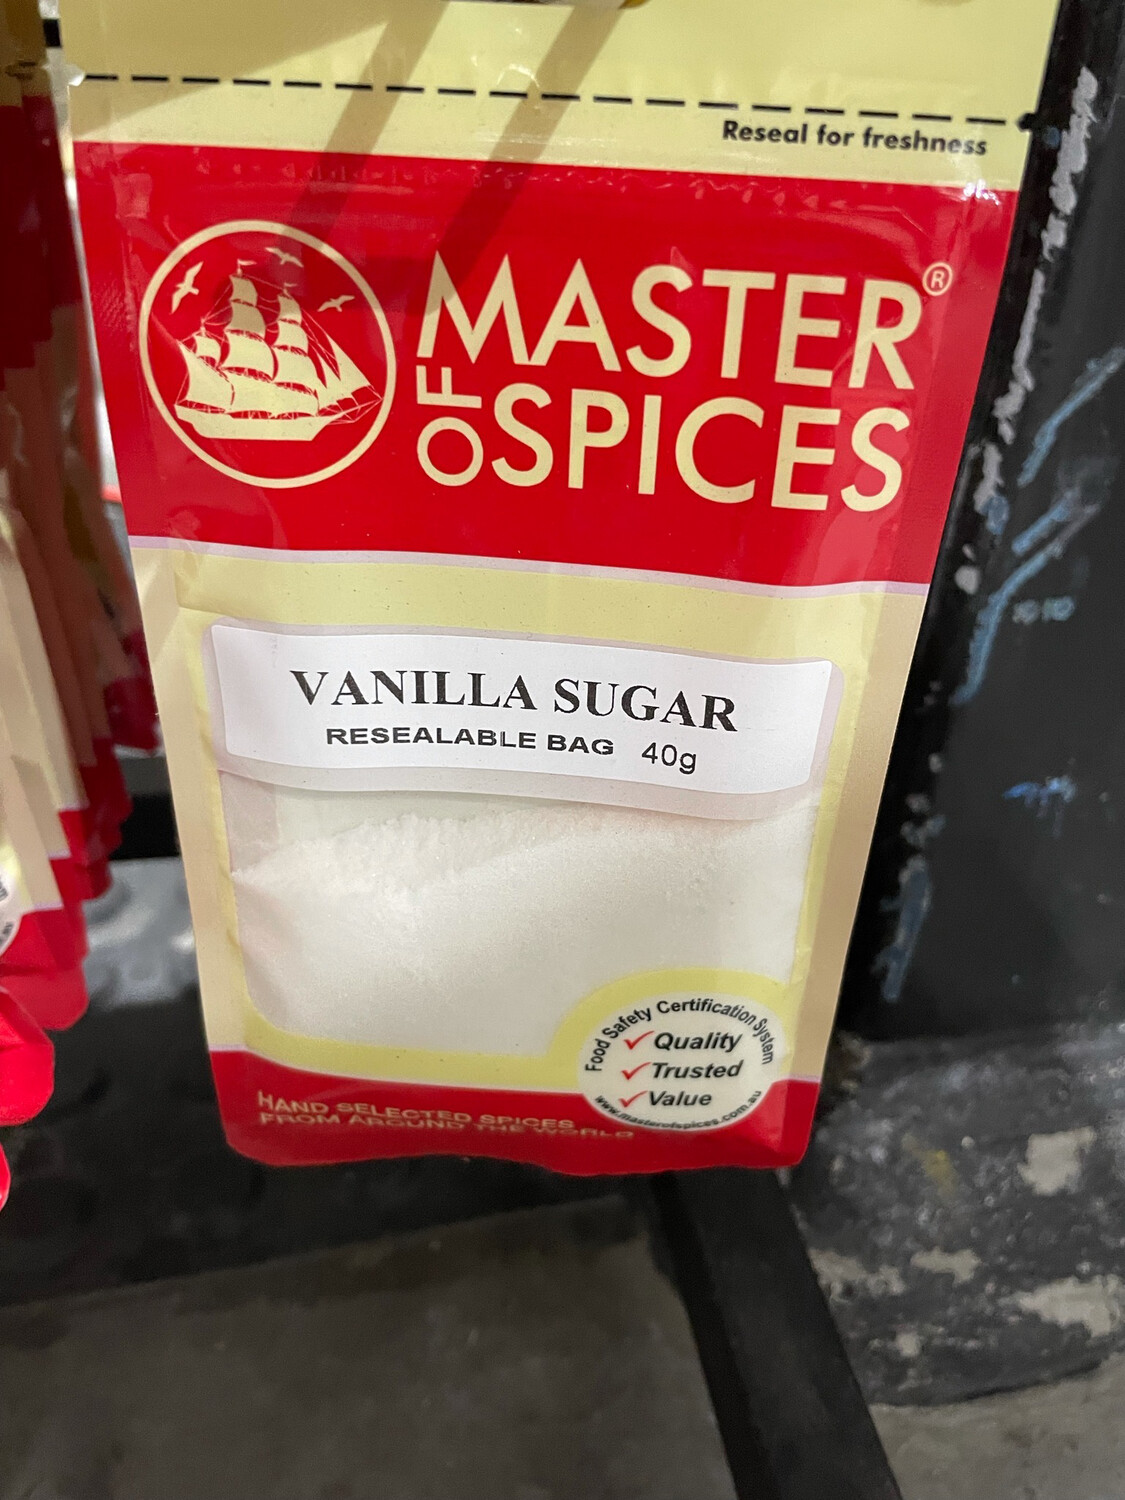 Reseal for freshness
MASTER®
OF SPICES
VANILLA SUGAR
RESEALABLE BAG 40g
Food Safety Certification System
Quality
Trusted
Value
www.masterofspices.com.au
HAND SELECTED SPICES
FROM AROUND THE WORLD